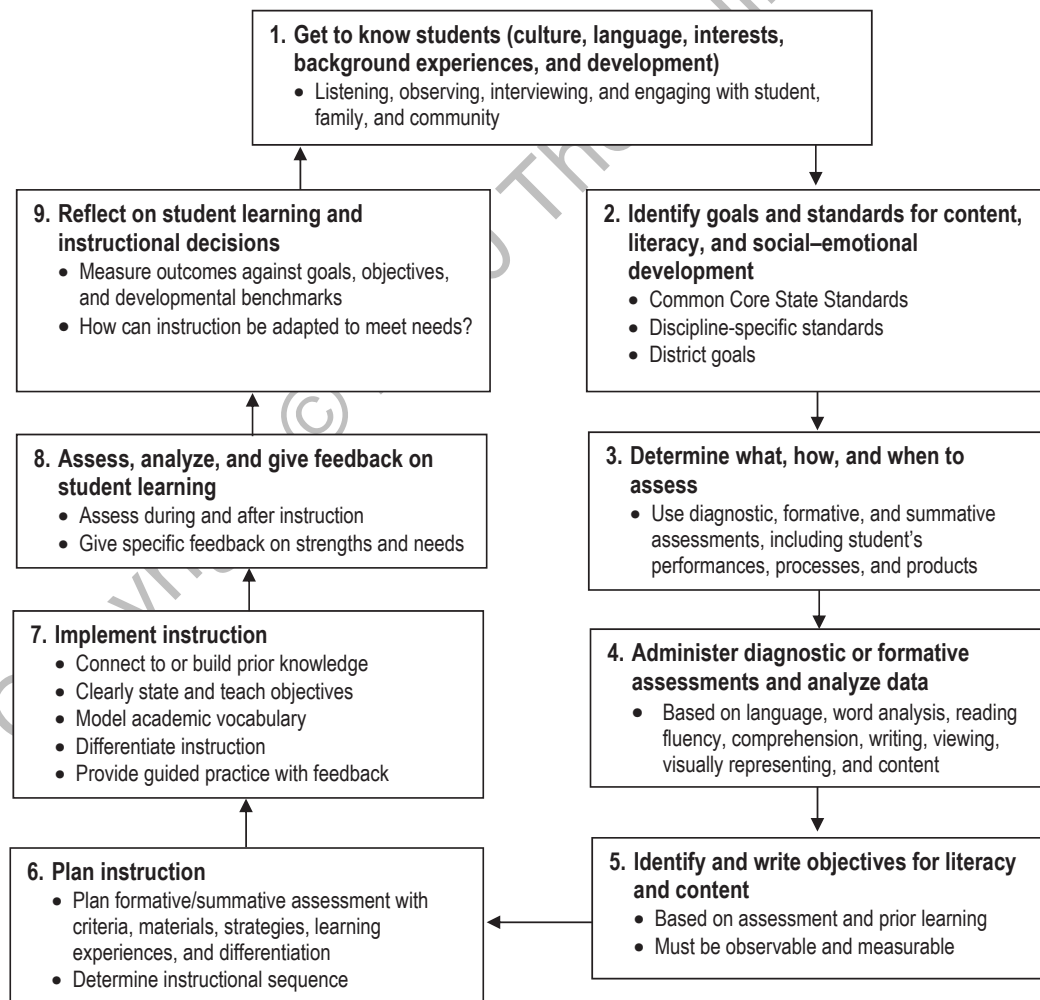 1. Get to know students (culture, language, interests,
background experiences, and development)
• Listening, observing, interviewing, and engaging with student,
family, and community
2. Identify goals and standards for content,
literacy, and social–emotional
development
• Common Core State Standards
• Discipline-specific standards
• District goals
3. Determine what, how, and when to
assess
• Use diagnostic, formative, and summative
assessments, including student’s
performances, processes, and products
4. Administer diagnostic or formative
assessments and analyze data
• Based on language, word analysis, reading
fluency, comprehension, writing, viewing,
visually representing, and content
5. Identify and write objectives for literacy
and content
• Based on assessment and prior learning
• Must be observable and measurable
6. Plan instruction
• Plan formative/summative assessment with
criteria, materials, strategies, learning
experiences, and differentiation
• Determine instructional sequence
7. Implement instruction
• Connect to or build prior knowledge
• Clearly state and teach objectives
• Model academic vocabulary
• Differentiate instruction
• Provide guided practice with feedback
8. Assess, analyze, and give feedback on
student learning
• Assess during and after instruction
• Give specific feedback on strengths and needs
9. Reflect on student learning and
instructional decisions
• Measure outcomes against goals, objectives,
and developmental benchmarks
• How can instruction be adapted to meet needs?
©